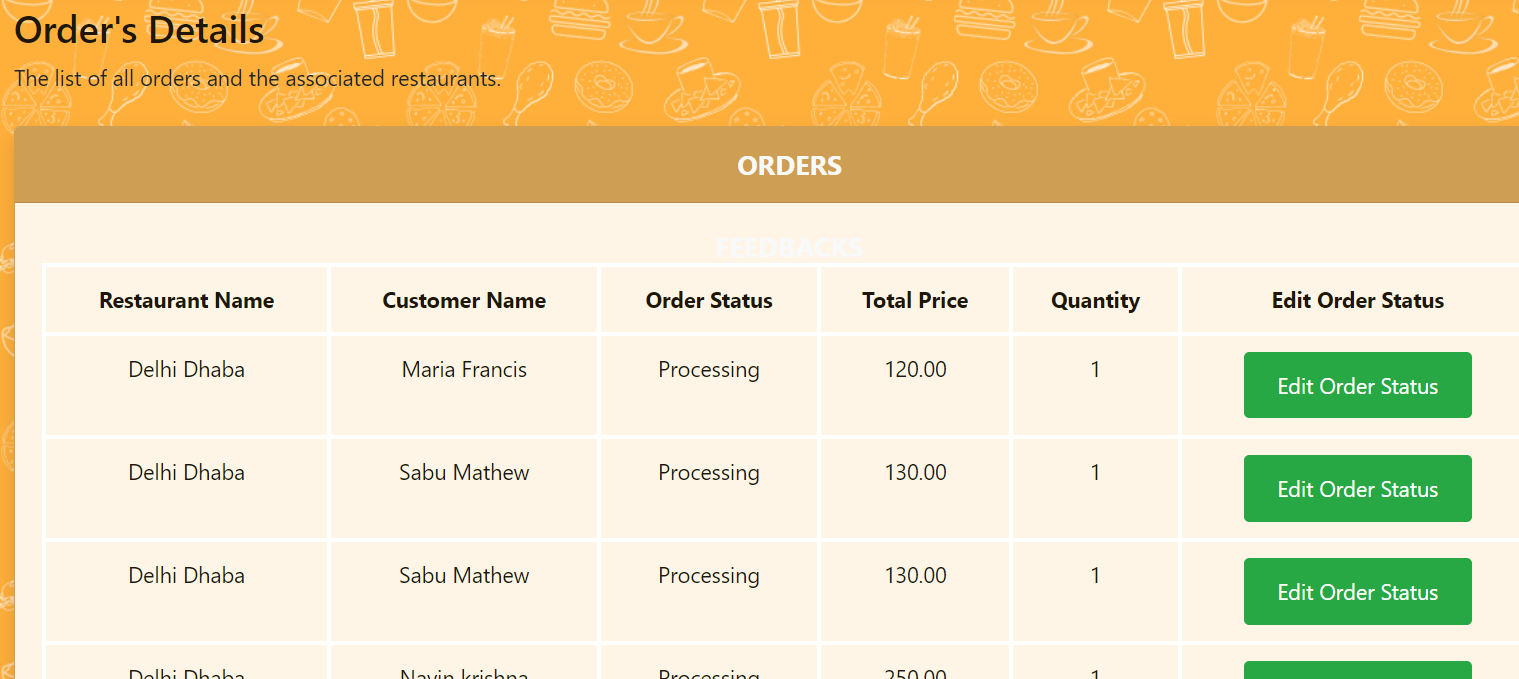 Order's Details
The list of all orders and the associated restaurants.
ORDERS
FEEDBACKS
Restaurant Name Customer Name Order Status Total Price Quantity Edit Order Status
Delhi Dhaba Maria Francis Processing 120.00 1 Edit Order Status
Delhi Dhaba Sabu Mathew Processing 130.00 1 Edit Order Status
Delhi Dhaba Sabu Mathew Processing 130.00 1 Edit Order Status
Delhi Dhaba Navin krishna Processing 250.00 1